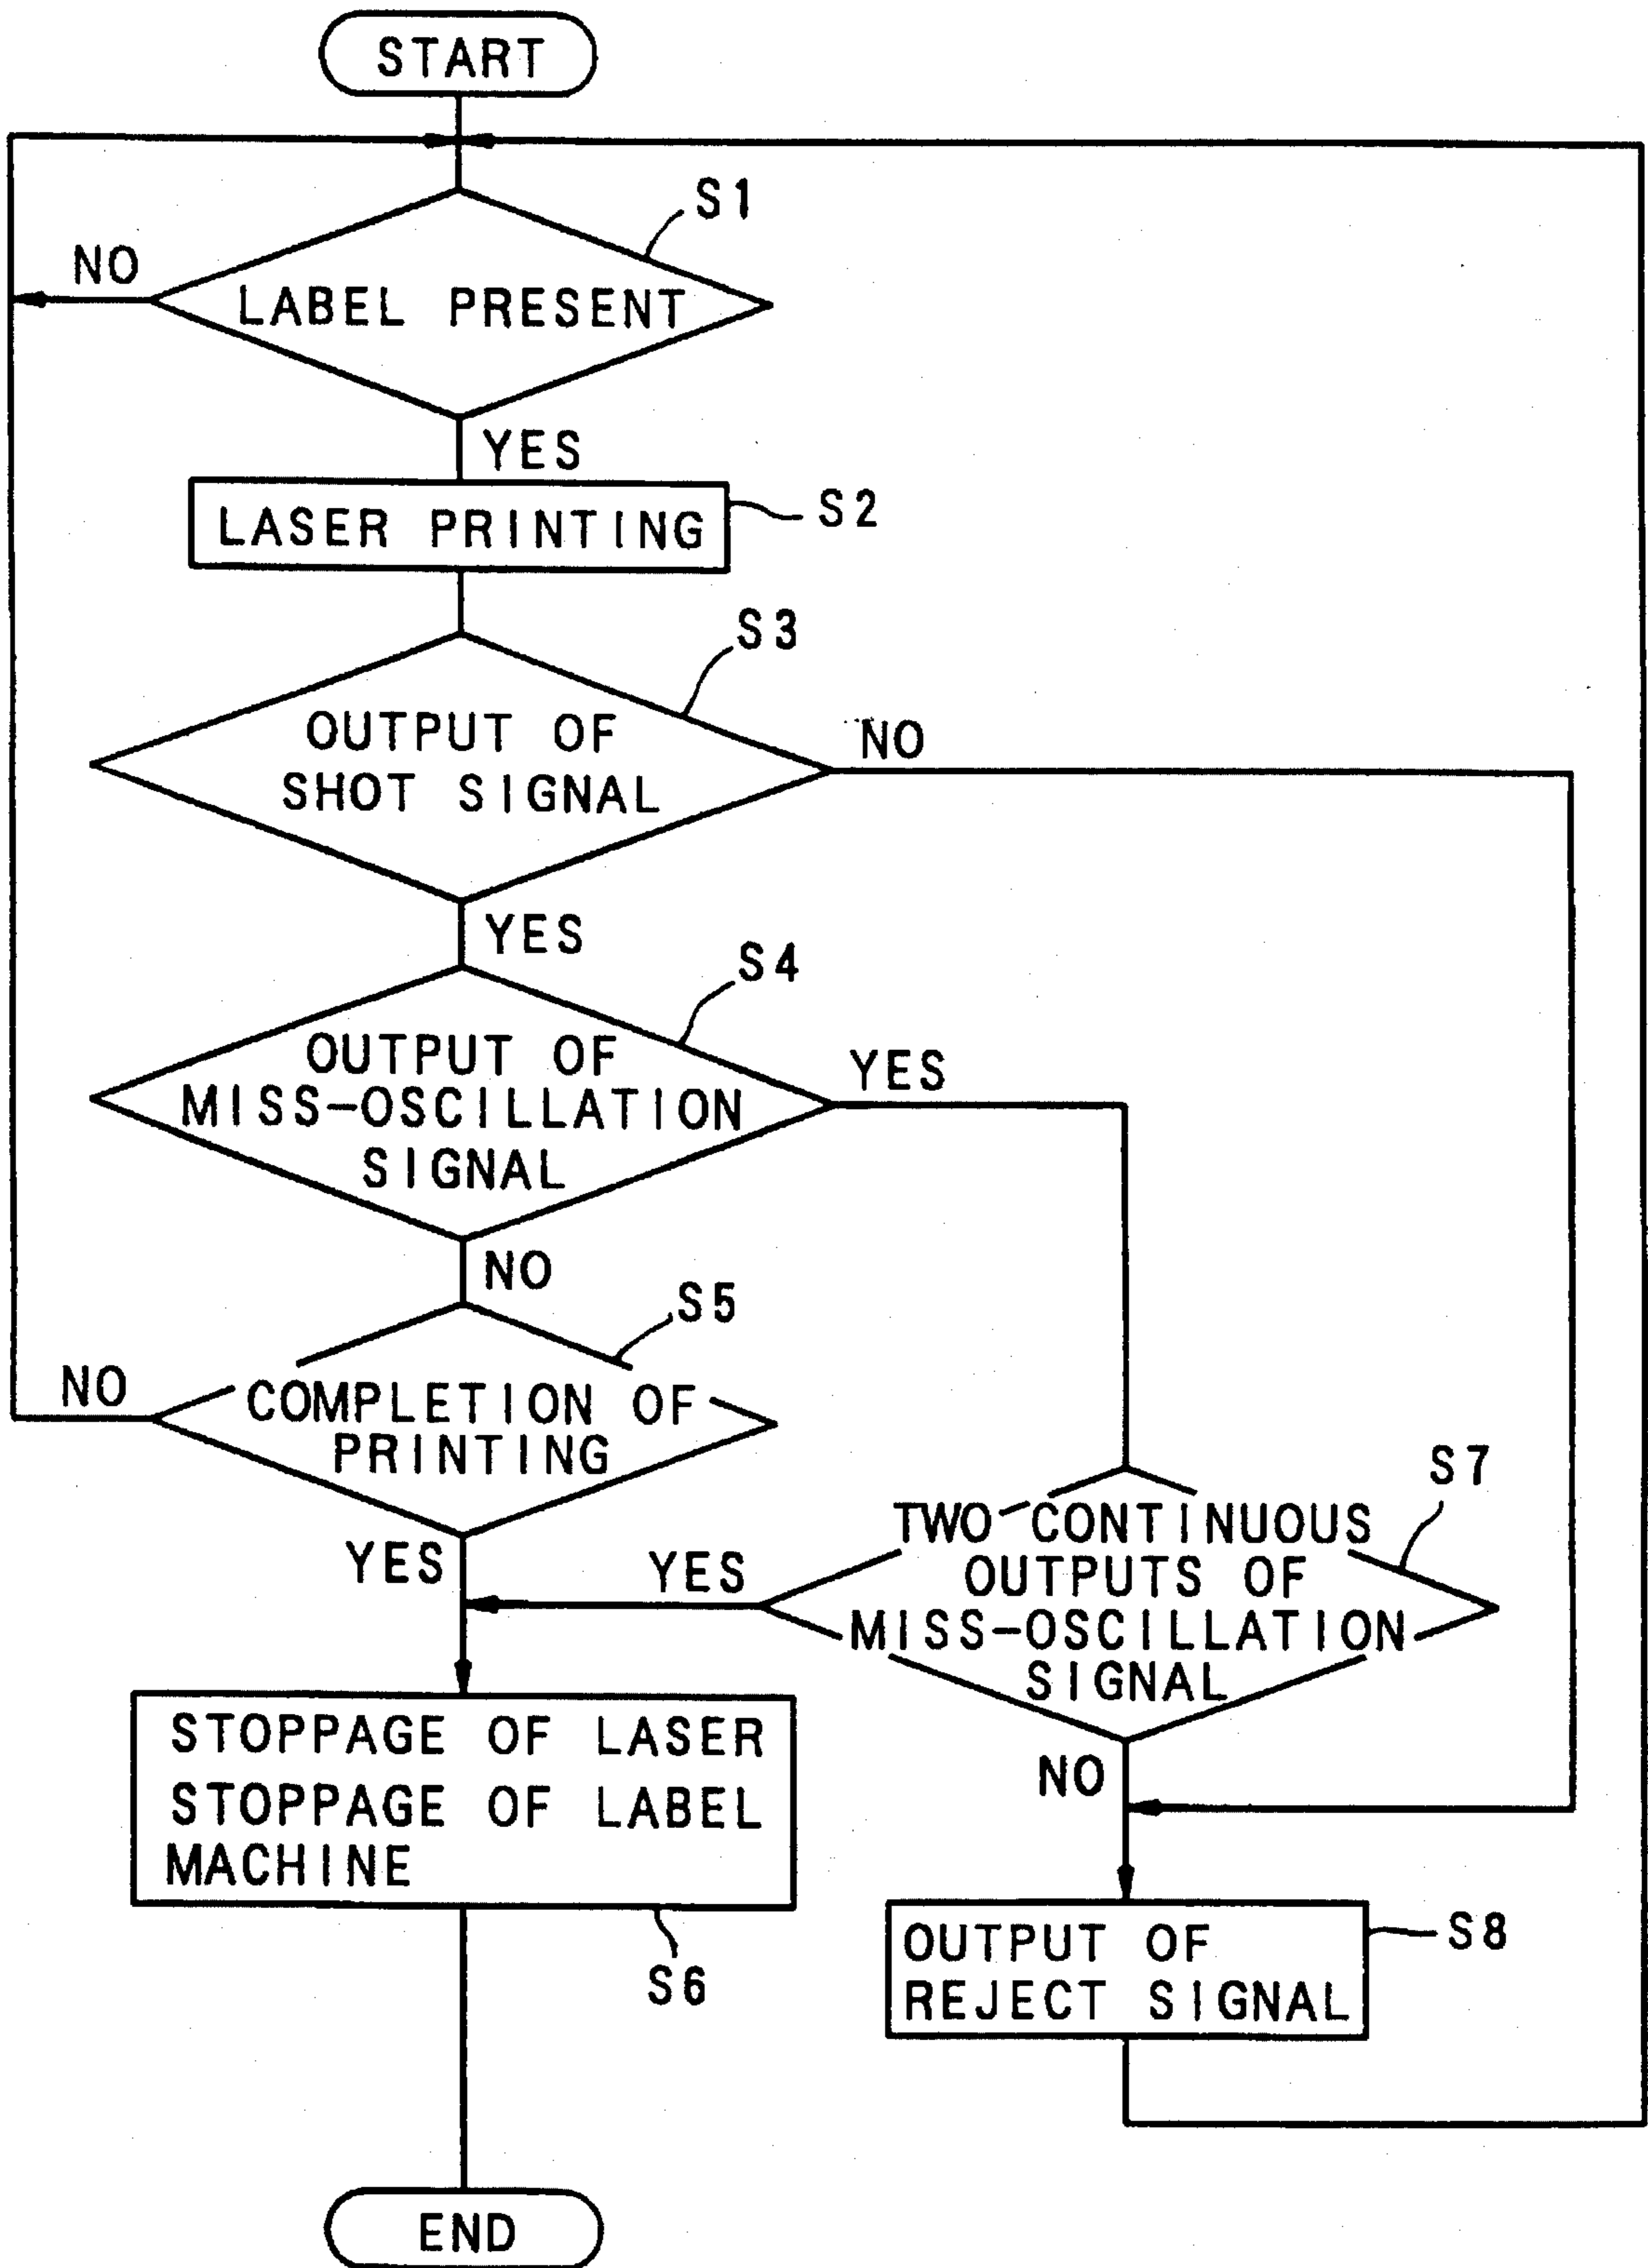 START
S1
NO
LABEL PRESENT
YES
LASER PRINTING
S2
S3
OUTPUT OF
SHOT SIGNAL
NO
YES
S4
OUTPUT OF
MISS-OSCILLATION
SIGNAL
YES
NO
S5
NO
COMPLETION OF
PRINTING
YES
S7
TWO CONTINUOUS
OUTPUTS OF
MISS-OSCILLATION
SIGNAL
YES
NO
STOPPAGE OF LASER
STOPPAGE OF LABEL
MACHINE
S6
OUTPUT OF
REJECT SIGNAL
S8
END